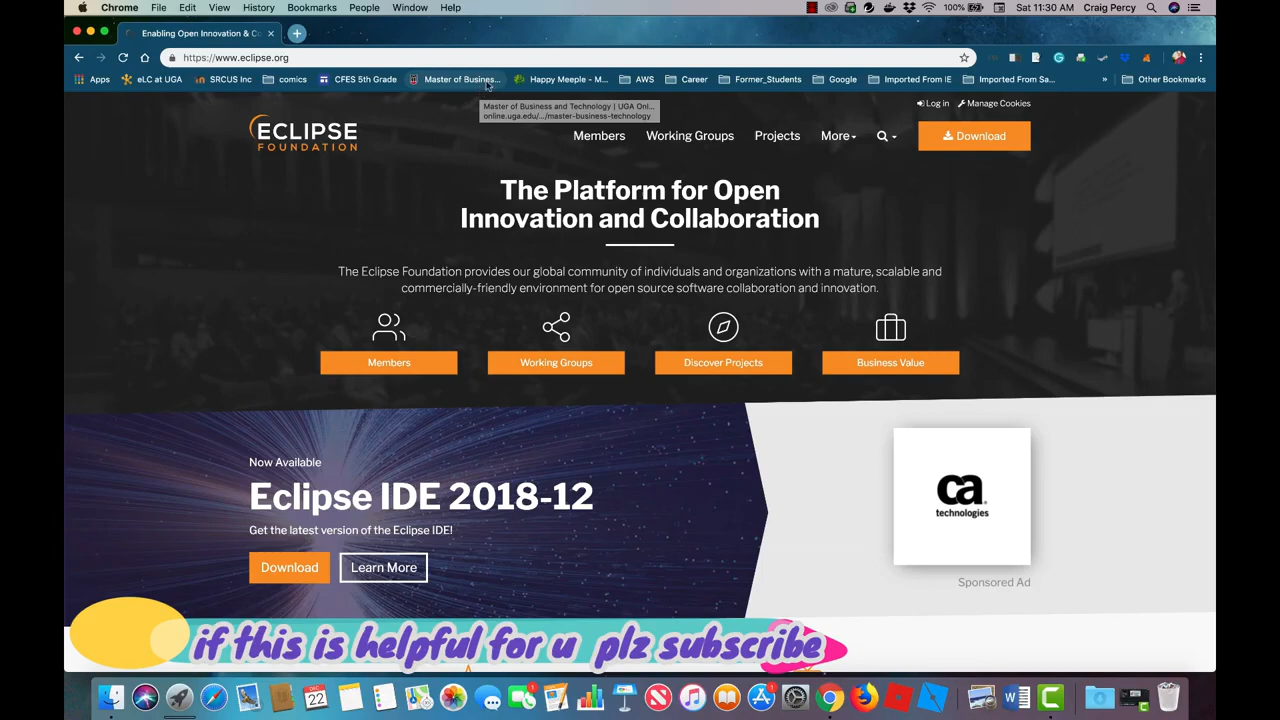 Chrome File Edit View History Bookmarks People Window Help 100% Sat 11:30 AM Craig Percy
Enabling Open Innovation & Co
https://www.eclipse.org
Apps eLC at UGA SRCUS Inc comics CFES 5th Grade Master of Busines... Happy Meeple - M... AWS Career Former_Students Google Imported From IE Imported From Sa... » Other Bookmarks
Master of Business and Technology | UGA Onl...
online.uga.edu/.../master-business-technology
Log in Manage Cookies
ECLIPSE
FOUNDATION
Members Working Groups Projects More Download
The Platform for Open
Innovation and Collaboration
The Eclipse Foundation provides our global community of individuals and organizations with a mature, scalable and
commercially-friendly environment for open source software collaboration and innovation.
Members Working Groups Discover Projects Business Value
Now Available
Eclipse IDE 2018-12
Get the latest version of the Eclipse IDE!
Download Learn More
ca
technologies
Sponsored Ad
if this is helpful for u plz subscribe
DEC
22